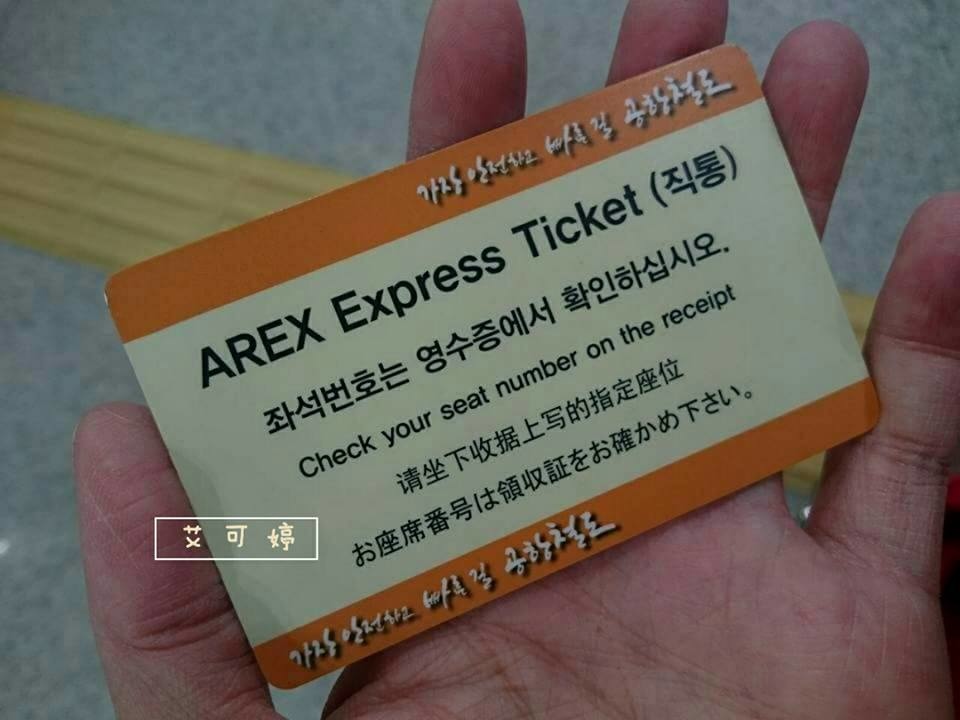 가장 안전하고 빠른 길 공항철도
AREX Express Ticket (직통)
좌석번호는 영수증에서 확인하십시오.
Check your seat number on the receipt
请坐下收据上写的指定座位
お座席番号は領収証をお確かめ下さい。
가장 안전하고 빠른 길 공항철도
艾可婷